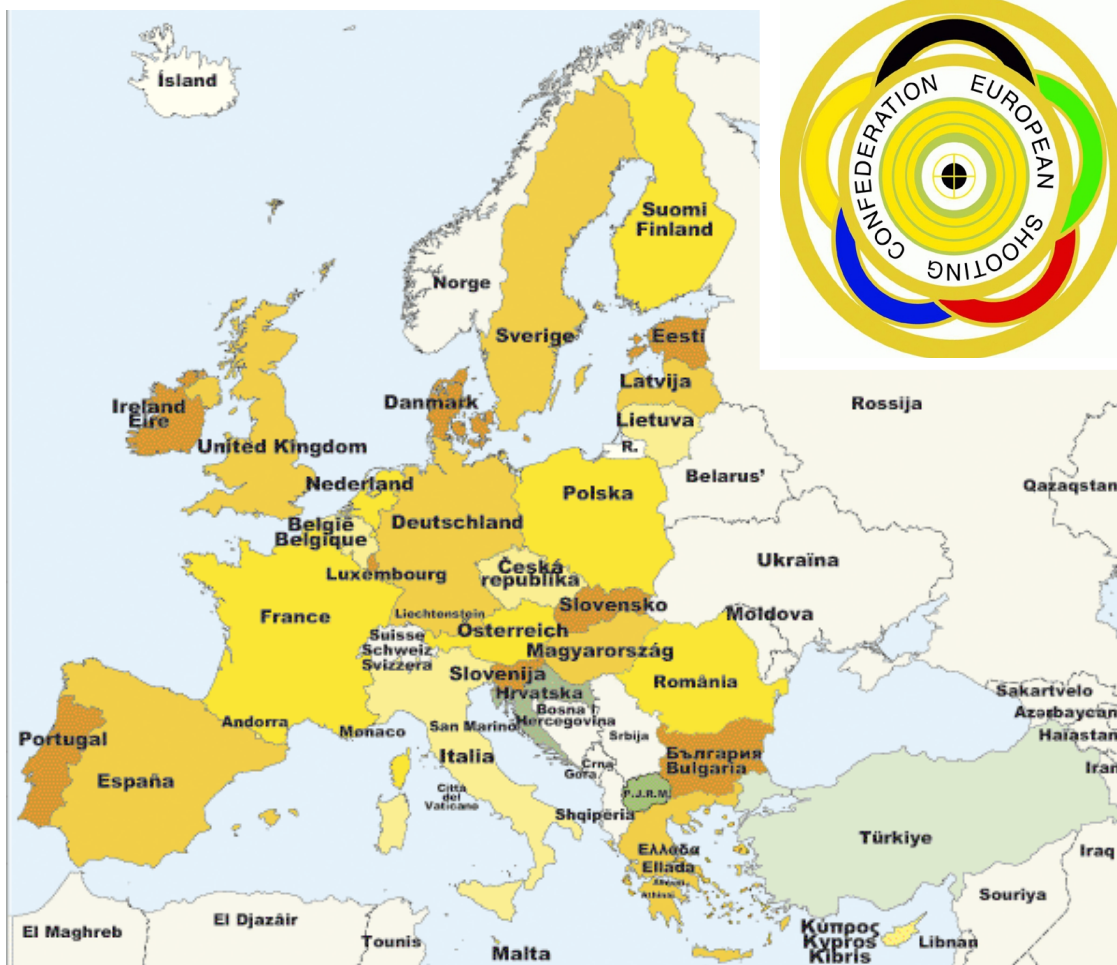 Ísland
CONFEDERATION EUROPEAN SHOOTING
Suomi
Finland
Norge
Sverige
Eesti
Latvija
Lietuva
R.
Rossija
Danmark
Ireland
Eire
United Kingdom
Belarus'
Qazaqstan
Nederland
Polska
België
Belgique
Deutschland
Luxembourg
Česká
republika
Ukraïna
Slovensko
Liechtenstein
France
Moldova
Suisse
Schweiz
Svizzera
Österreich
Magyarország
Slovenija
România
Hrvatska
Bosna i
Hercegovina
Sakartvelo
Azərbaycan
Haïastan
Iran
Andorra
Monaco
San Marino
Srbija
Portugal
España
Italia
Città
del
Vaticano
Crna
Gora
България
Bulgaria
F.J.R.M.
Shqipëria
Türkiye
Iraq
Ελλάδα
Ellada
Souriya
El Maghreb
El Djazâir
Tounis
Malta
Κύπρος
Kypros
Kibris
Libnan